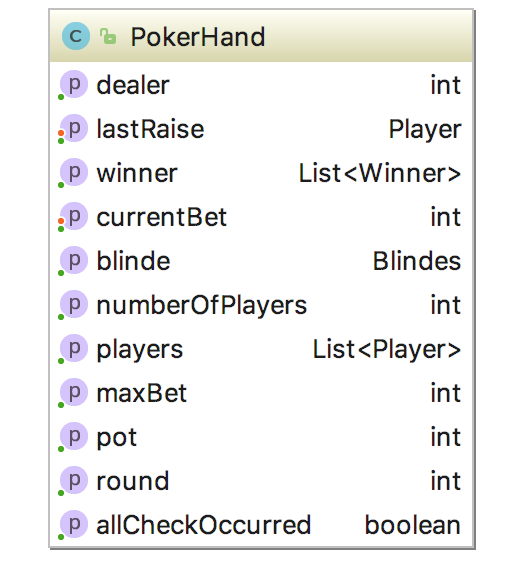 C PokerHand
p dealer int
p lastRaise Player
p winner List<Winner>
p currentBet int
p blinde Blindes
p numberOfPlayers int
p players List<Player>
p maxBet int
p pot int
p round int
p allCheckOccurred boolean